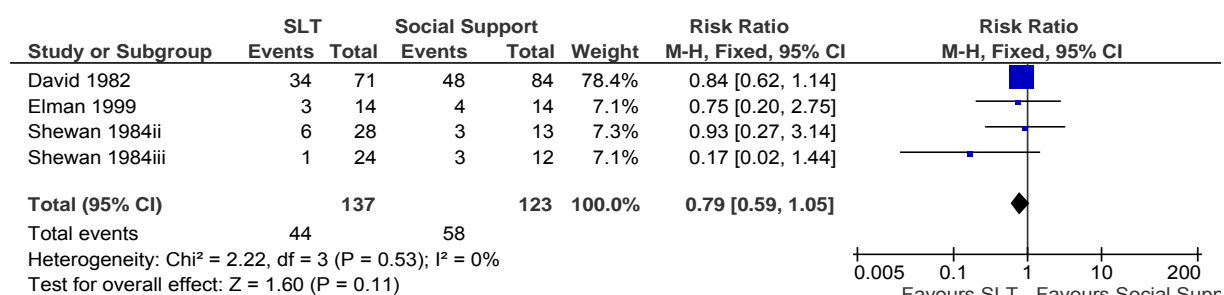 SLT Social Support Risk Ratio Risk Ratio
Study or Subgroup Events Total Events Total Weight M-H, Fixed, 95% CI M-H, Fixed, 95% CI
David 1982 34 71 48 84 78.4% 0.84 [0.62, 1.14]
Elman 1999 3 14 4 14 7.1% 0.75 [0.20, 2.75]
Shewan 1984ii 6 28 3 13 7.3% 0.93 [0.27, 3.14]
Shewan 1984iii 1 24 3 12 7.1% 0.17 [0.02, 1.44]
Total (95% CI) 137 123 100.0% 0.79 [0.59, 1.05]
Total events 44 58
Heterogeneity: Chi² = 2.22, df = 3 (P = 0.53); I² = 0%
Test for overall effect: Z = 1.60 (P = 0.11)
0.005 0.1 1 10 200
Favours SLT Favours Social Supp